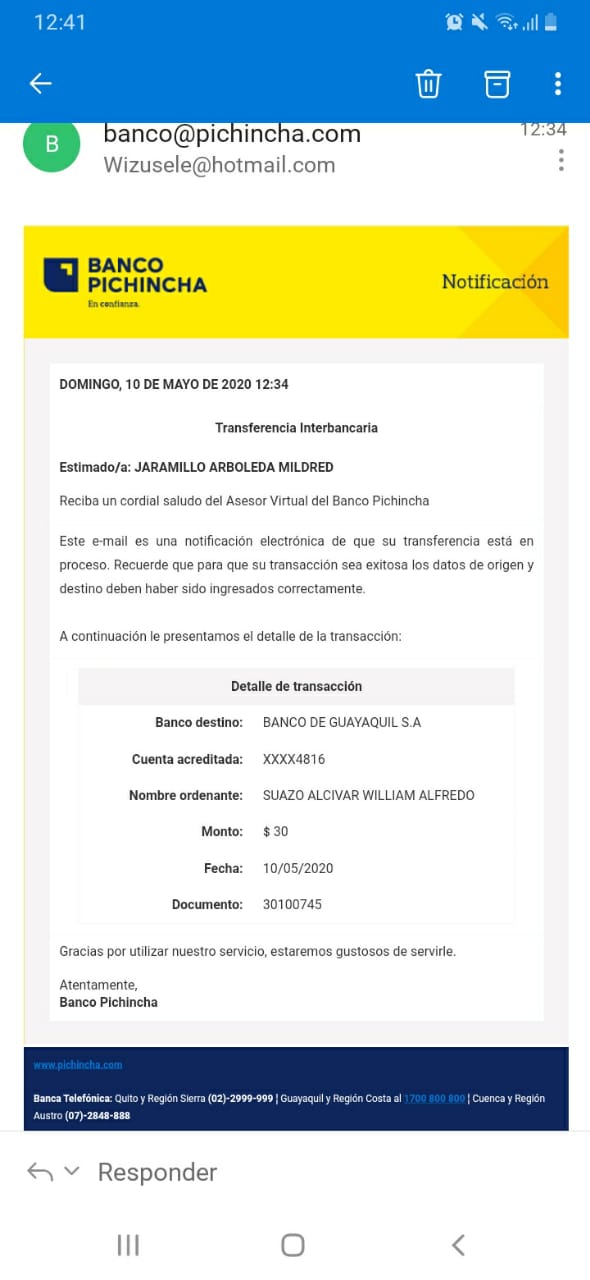 12:41
B
banco@pichincha.com
12:34
Wizusele@hotmail.com
BANCO
PICHINCHA
En confianza.
Notificación
DOMINGO, 10 DE MAYO DE 2020 12:34
Transferencia Interbancaria
Estimado/a: JARAMILLO ARBOLEDA MILDRED
Reciba un cordial saludo del Asesor Virtual del Banco Pichincha
Este e-mail es una notificación electrónica de que su transferencia está en
proceso. Recuerde que para que su transacción sea exitosa los datos de origen y
destino deben haber sido ingresados correctamente.
A continuación le presentamos el detalle de la transacción:
Detalle de transacción
Banco destino: BANCO DE GUAYAQUIL S.A
Cuenta acreditada: XXXX4816
Nombre ordenante: SUAZO ALCIVAR WILLIAM ALFREDO
Monto: $ 30
Fecha: 10/05/2020
Documento: 30100745
Gracias por utilizar nuestro servicio, estaremos gustosos de servirle.
Atentamente,
Banco Pichincha
www.pichincha.com
Banca Telefónica: Quito y Región Sierra (02)-2999-999 | Guayaquil y Región Costa al 1700 800 800 | Cuenca y Región
Austro (07)-2848-888
Responder